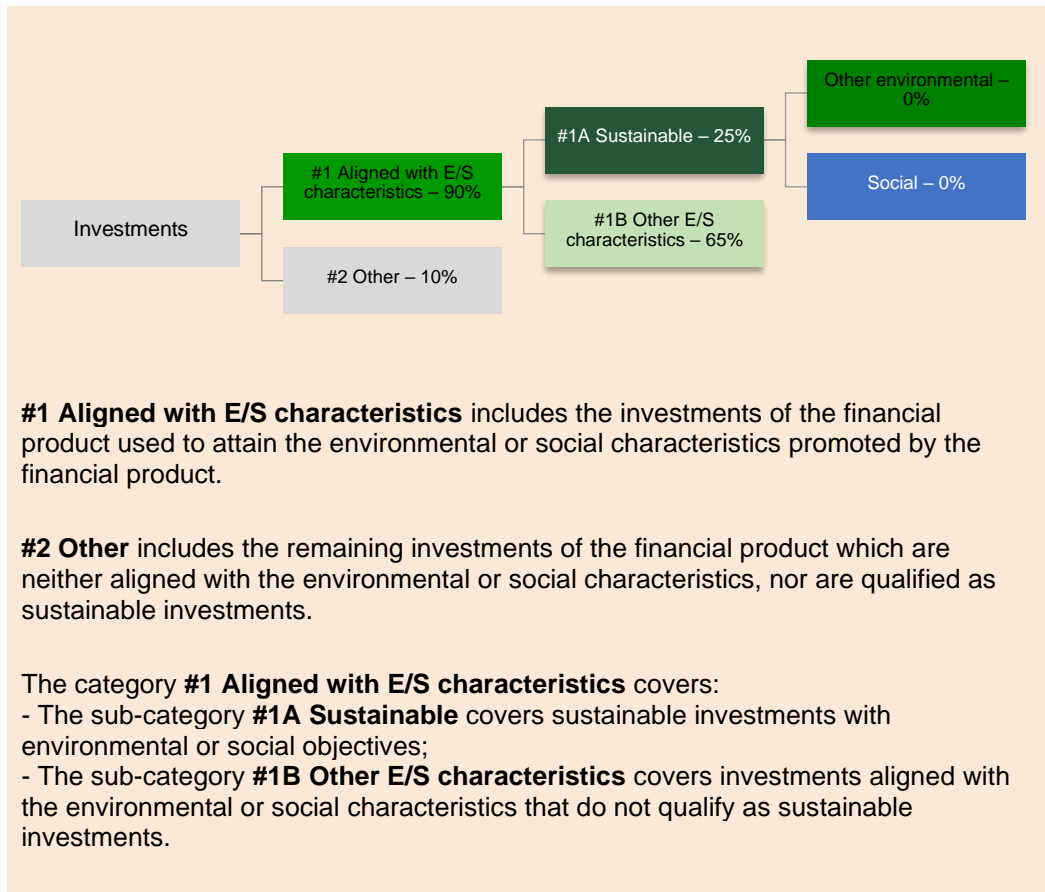 Other environmental –
0%
#1A Sustainable – 25%
#1 Aligned with E/S
characteristics – 90%
Social – 0%
Investments
#1B Other E/S
characteristics – 65%
#2 Other – 10%
#1 Aligned with E/S characteristics includes the investments of the financial
product used to attain the environmental or social characteristics promoted by the
financial product.
#2 Other includes the remaining investments of the financial product which are
neither aligned with the environmental or social characteristics, nor are qualified as
sustainable investments.
The category #1 Aligned with E/S characteristics covers:
- The sub-category #1A Sustainable covers sustainable investments with
environmental or social objectives;
- The sub-category #1B Other E/S characteristics covers investments aligned with
the environmental or social characteristics that do not qualify as sustainable
investments.